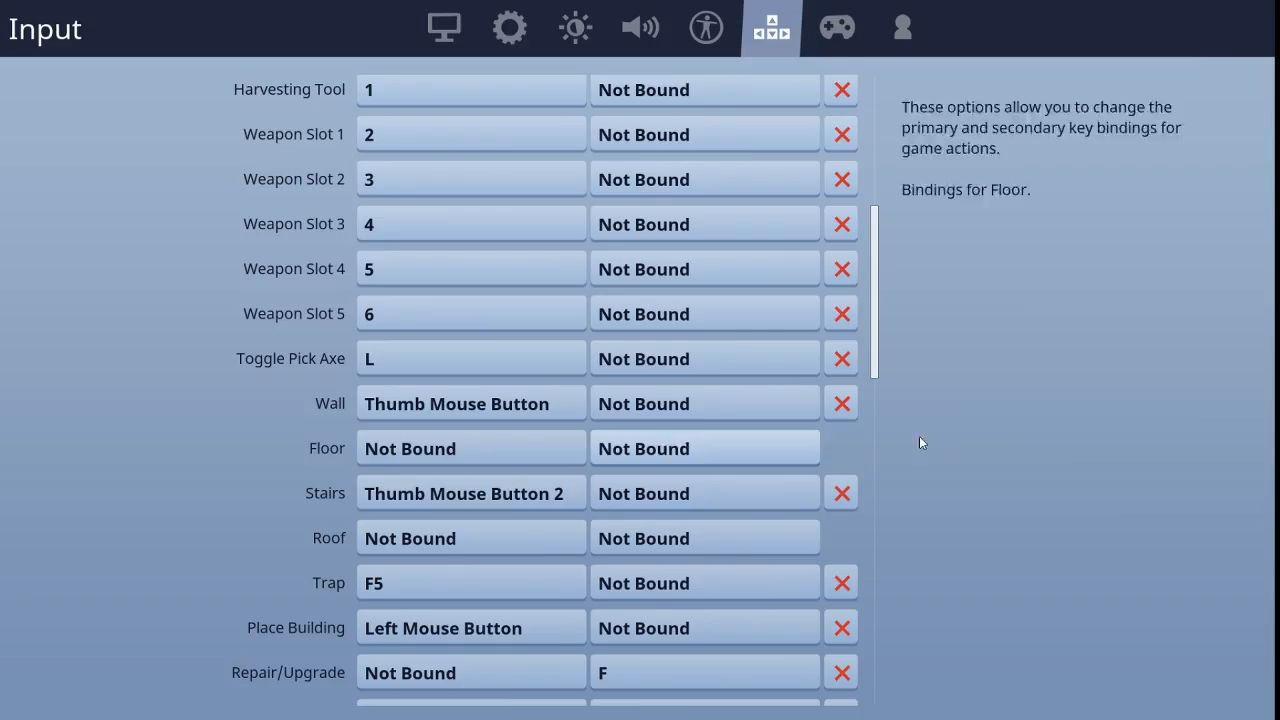 Input
Harvesting Tool 1 Not Bound
Weapon Slot 1 2 Not Bound
Weapon Slot 2 3 Not Bound
Weapon Slot 3 4 Not Bound
Weapon Slot 4 5 Not Bound
Weapon Slot 5 6 Not Bound
Toggle Pick Axe L Not Bound
Wall Thumb Mouse Button Not Bound
Floor Not Bound Not Bound
Stairs Thumb Mouse Button 2 Not Bound
Roof Not Bound Not Bound
Trap F5 Not Bound
Place Building Left Mouse Button Not Bound
Repair/Upgrade Not Bound F
These options allow you to change the
primary and secondary key bindings for
game actions.
Bindings for Floor.